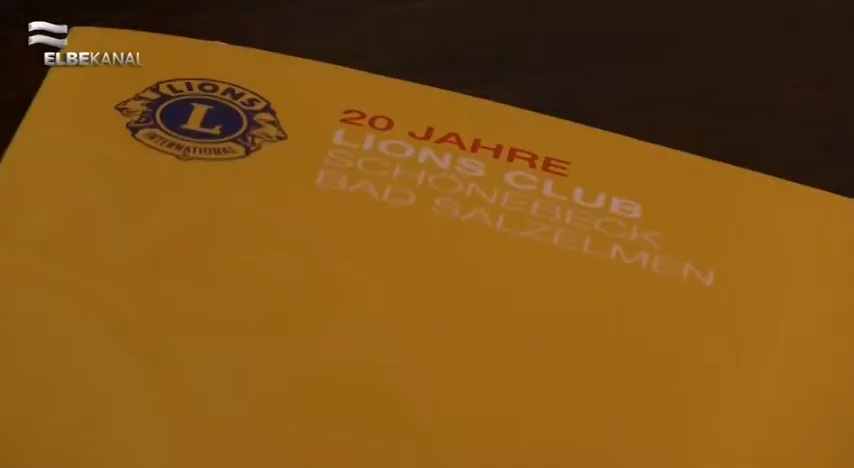 ELBEKANAL
LIONS
L
INTERNATIONAL
20 JAHRE
LIONS CLUB
SCHÖNEBECK
BAD SALZELMEN